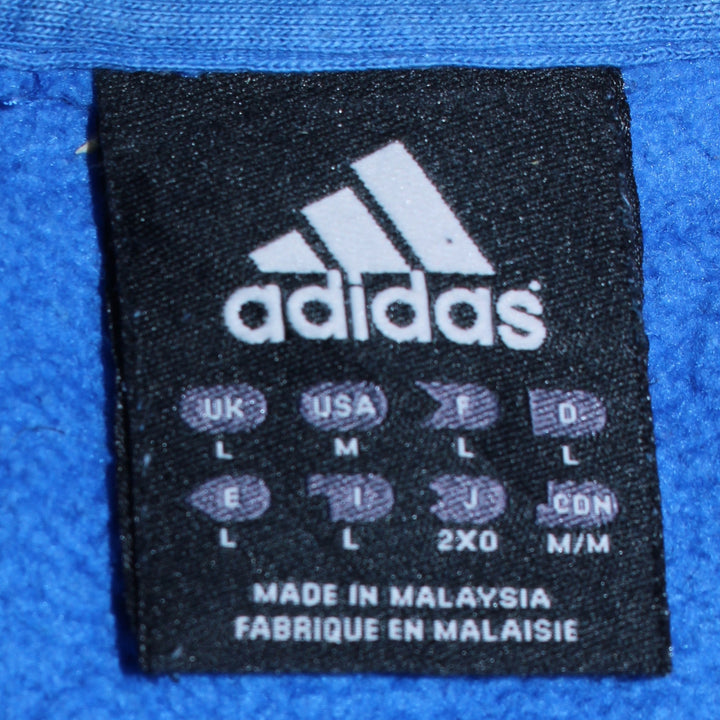 adidas
UK USA F D
L M L L
E I J CDN
L L 2XO M/M
MADE IN MALAYSIA
FABRIQUE EN MALAISIE